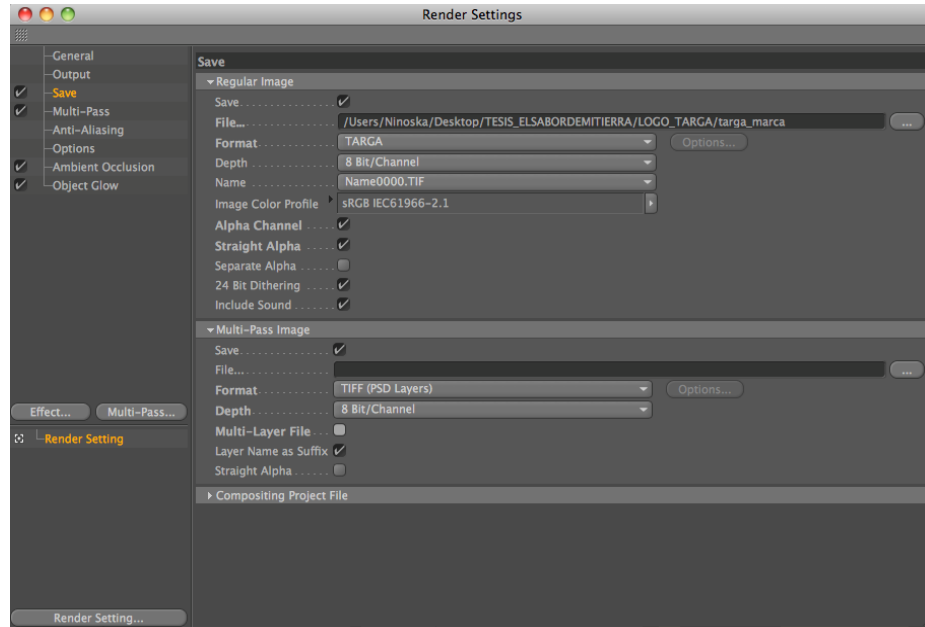 Render Settings
General
Output
Save
Multi-Pass
Anti-Aliasing
Options
Ambient Occlusion
Object Glow
Effect... Multi-Pass...
Render Setting
Render Setting...
Save
Regular Image
Save
File... /Users/Ninoska/Desktop/TESIS_ELSABORDEMITIERRA/LOGO_TARGA/targa_marca ...
Format TARGA Options...
Depth 8 Bit/Channel
Name Name0000.TIF
Image Color Profile sRGB IEC61966-2.1
Alpha Channel
Straight Alpha
Separate Alpha
24 Bit Dithering
Include Sound
Multi-Pass Image
Save
File... ...
Format TIFF (PSD Layers) Options...
Depth 8 Bit/Channel
Multi-Layer File
Layer Name as Suffix
Straight Alpha
Compositing Project File